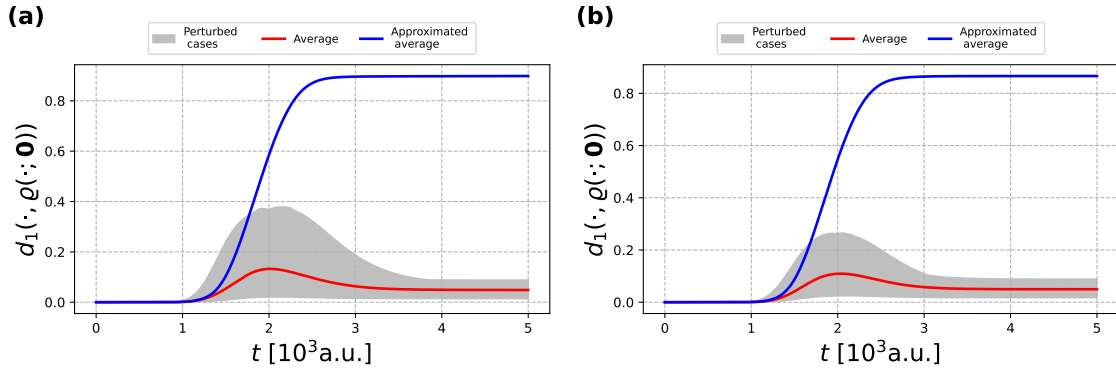 (a)
Perturbed
cases
Average
Approximated
average
d₁(·, ϱ(·; 𝟎))
0.8
0.6
0.4
0.2
0.0
0 1 2 3 4 5
t [10³a.u.]
(b)
Perturbed
cases
Average
Approximated
average
d₁(·, ϱ(·; 𝟎))
0.8
0.6
0.4
0.2
0.0
0 1 2 3 4 5
t [10³a.u.]